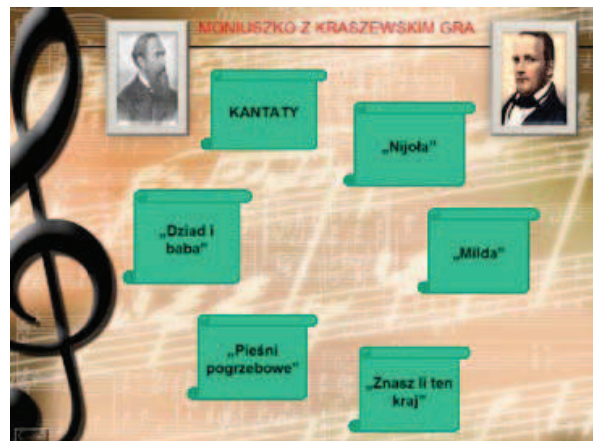 MONIUSZKO Z KRASZEWSKIM GRA
KANTATY
„Nijoła”
„Dziad i
baba”
„Milda”
„Pieśni
pogrzebowe”
„Znasz li ten
kraj”